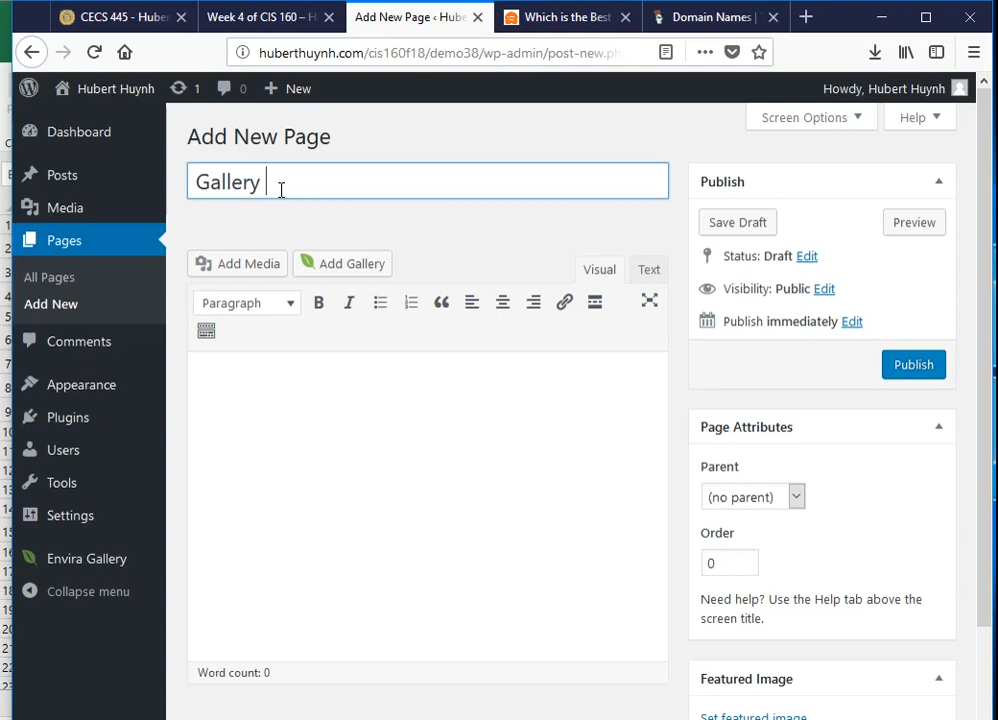 CECS 445 - Huber
Week 4 of CIS 160 – H
Add New Page ‹ Hube
Which is the Best
Domain Names |
huberthuynh.com/cis160f18/demo38/wp-admin/post-new.ph
Hubert Huynh
1
0
New
Howdy, Hubert Huynh
Screen Options
Help
Dashboard
Posts
Media
Pages
All Pages
Add New
Comments
Appearance
Plugins
Users
Tools
Settings
Envira Gallery
Collapse menu
Add New Page
Gallery
Add Media
Add Gallery
Visual
Text
Paragraph
B
I
Word count: 0
Publish
Save Draft
Preview
Status: Draft Edit
Visibility: Public Edit
Publish immediately Edit
Publish
Page Attributes
Parent
(no parent)
Order
0
Need help? Use the Help tab above the
screen title.
Featured Image
Set featured image